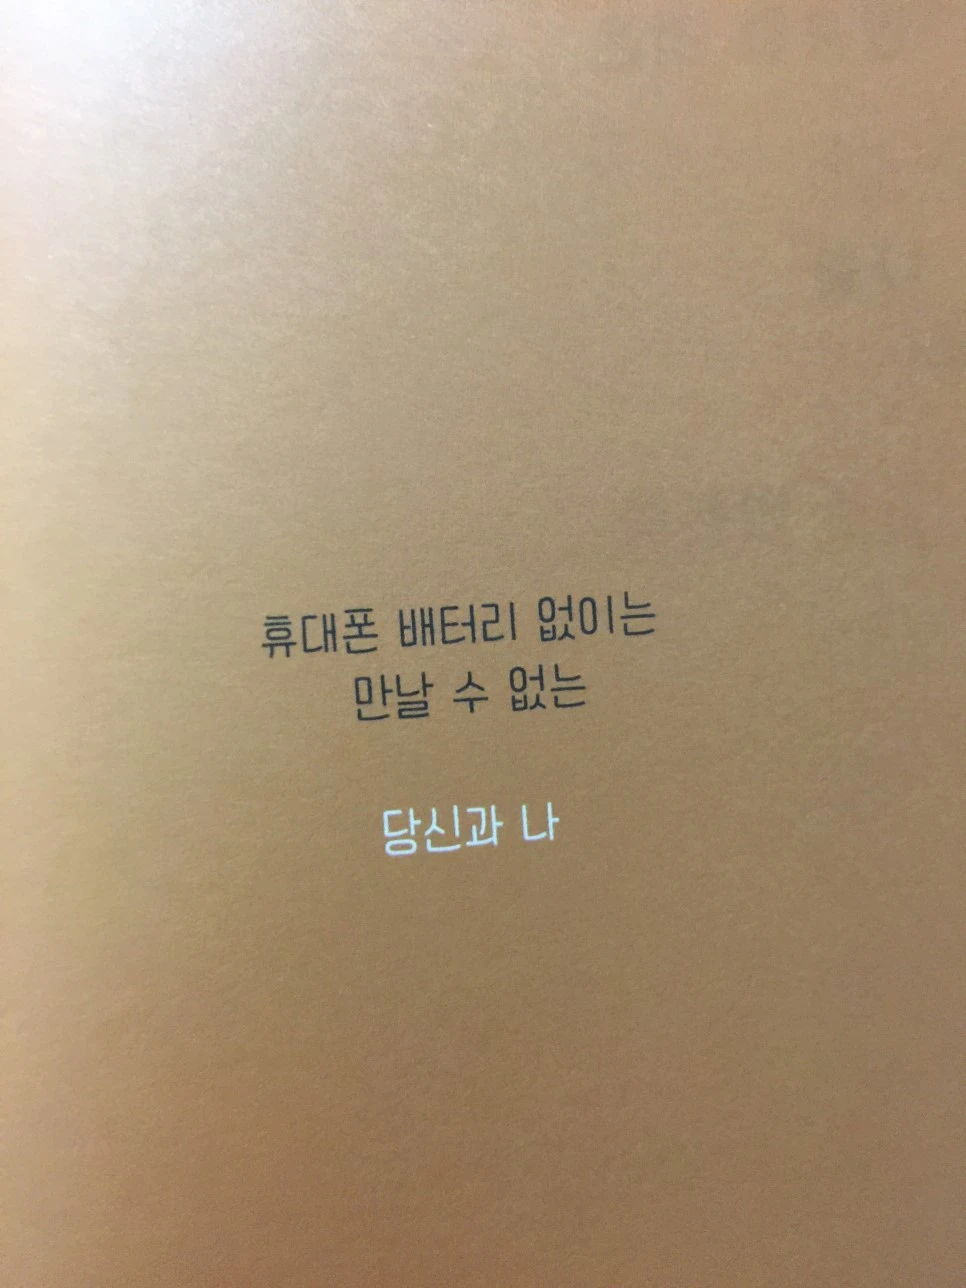 휴대폰 배터리 없이는
만날 수 없는
당신과 나